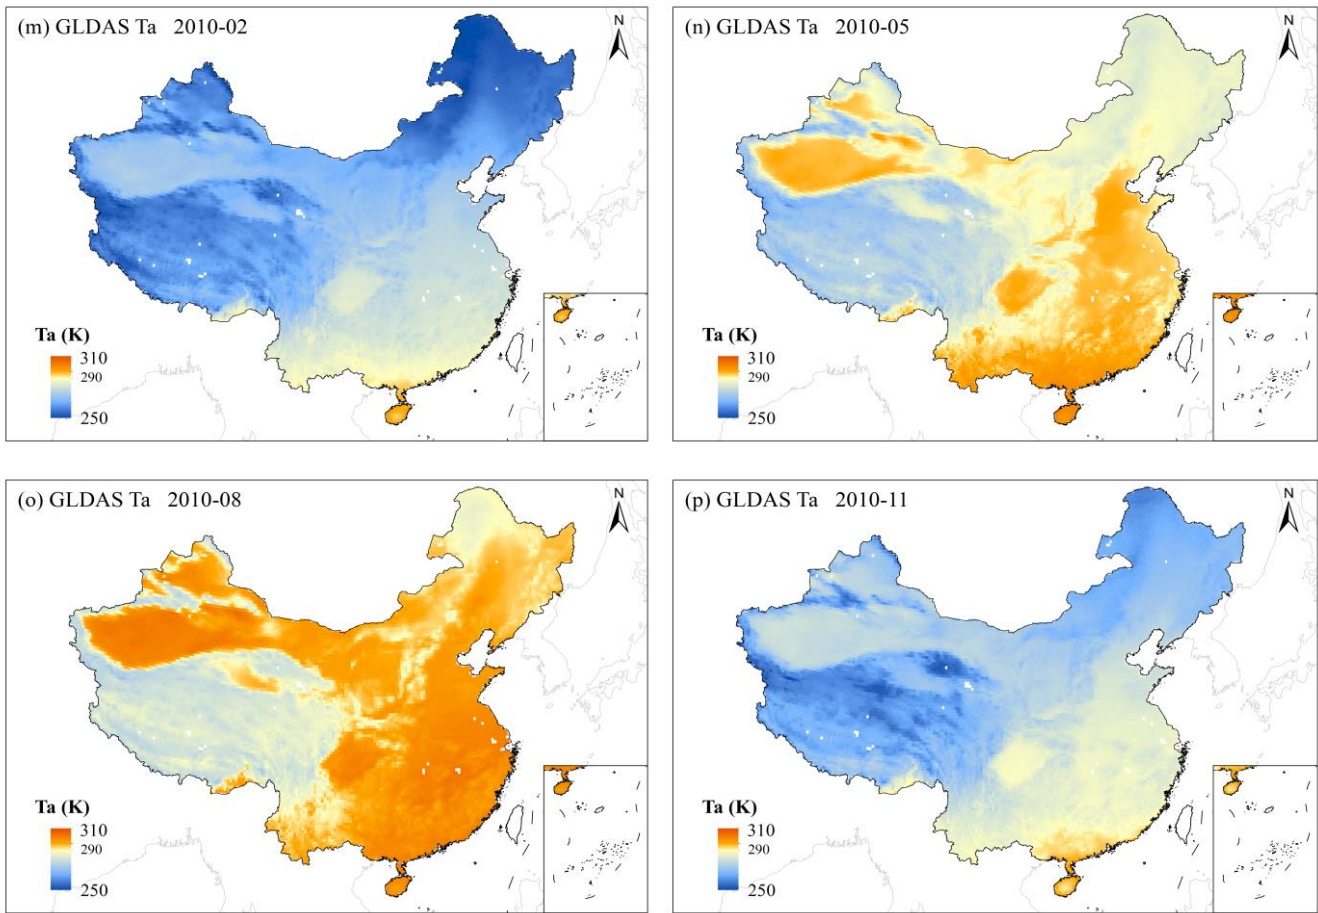 (m) GLDAS Ta 2010-02
N
Ta (K)
310
290
250
(n) GLDAS Ta 2010-05
N
Ta (K)
310
290
250
(o) GLDAS Ta 2010-08
N
Ta (K)
310
290
250
(p) GLDAS Ta 2010-11
N
Ta (K)
310
290
250